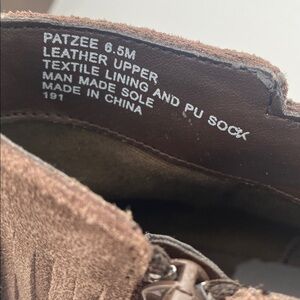 PATZEE 6.5M
LEATHER UPPER
TEXTILE LINING AND PU SOCK
MAN MADE SOLE
MADE IN CHINA
191